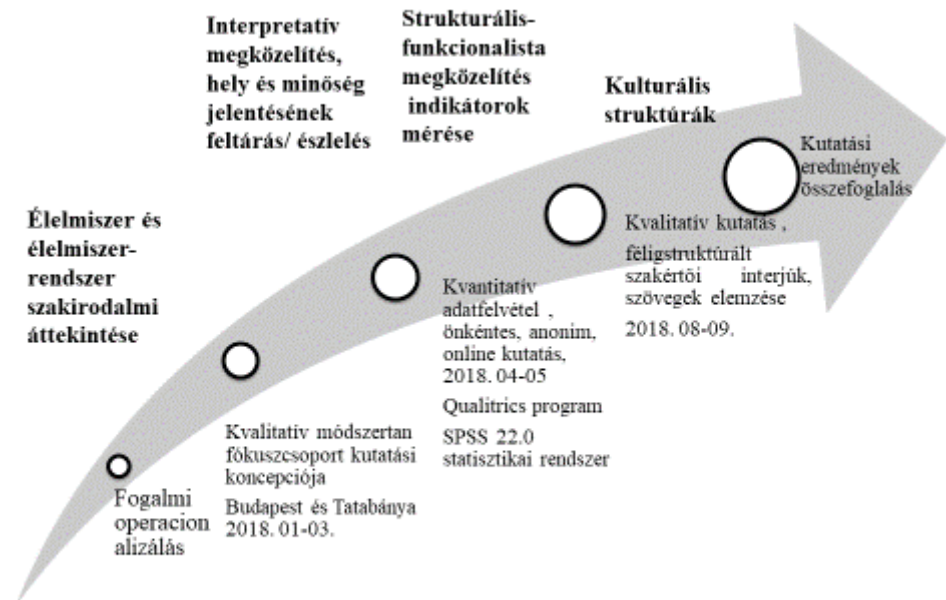 Élelmiszer és
élelmiszer-
rendszer
szakirodalmi
áttekintése
Fogalmi
operacion
alizálás
Interpretatív
megközelítés,
hely és minőség
jelentésének
feltárás/ észlelés
Kvalitatív módszertan
fókuszcsoport kutatási
koncepciója
Budapest és Tatabánya
2018. 01-03.
Strukturális-
funkcionalista
megközelítés
indikátorok
mérése
Kvantitatív
adatfelvétel ,
önkéntes, anonim,
online kutatás,
2018. 04-05
Qualitrics program
SPSS 22.0
statisztikai rendszer
Kulturális
struktúrák
Kvalitatív kutatás ,
féligstruktúrált
szakértői interjúk,
szövegek elemzése
2018. 08-09.
Kutatási
eredmények
összefoglalás